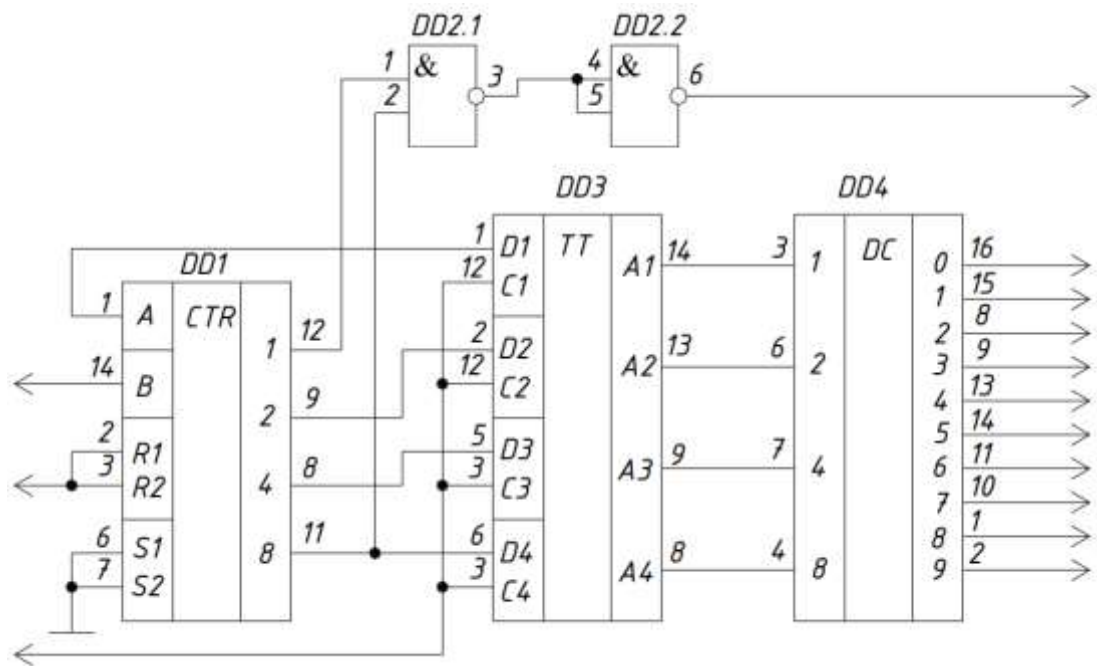 DD2.1 DD2.2
1 & 3 4 & 6
2 5
DD3 DD4
DD1
1 A CTR 1 12
14 B 2 9
2 R1 4 8
3 R2 8 11
6 S1
7 S2
1 D1 TT A1 14
12 C1
2 D2 A2 13
12 C2
5 D3 A3 9
3 C3
6 D4 A4 8
3 C4
3 1 DC 0 16
1 15
6 2 2 8
3 9
4 13
7 4 5 14
6 11
7 10
4 8 8 1
9 2